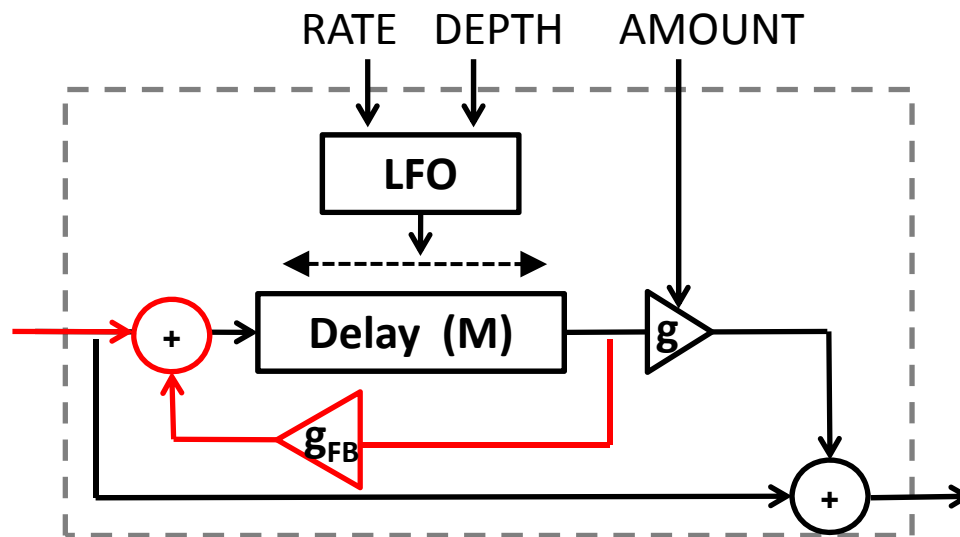 RATE DEPTH AMOUNT
LFO
+ Delay (M) g
gFB
+